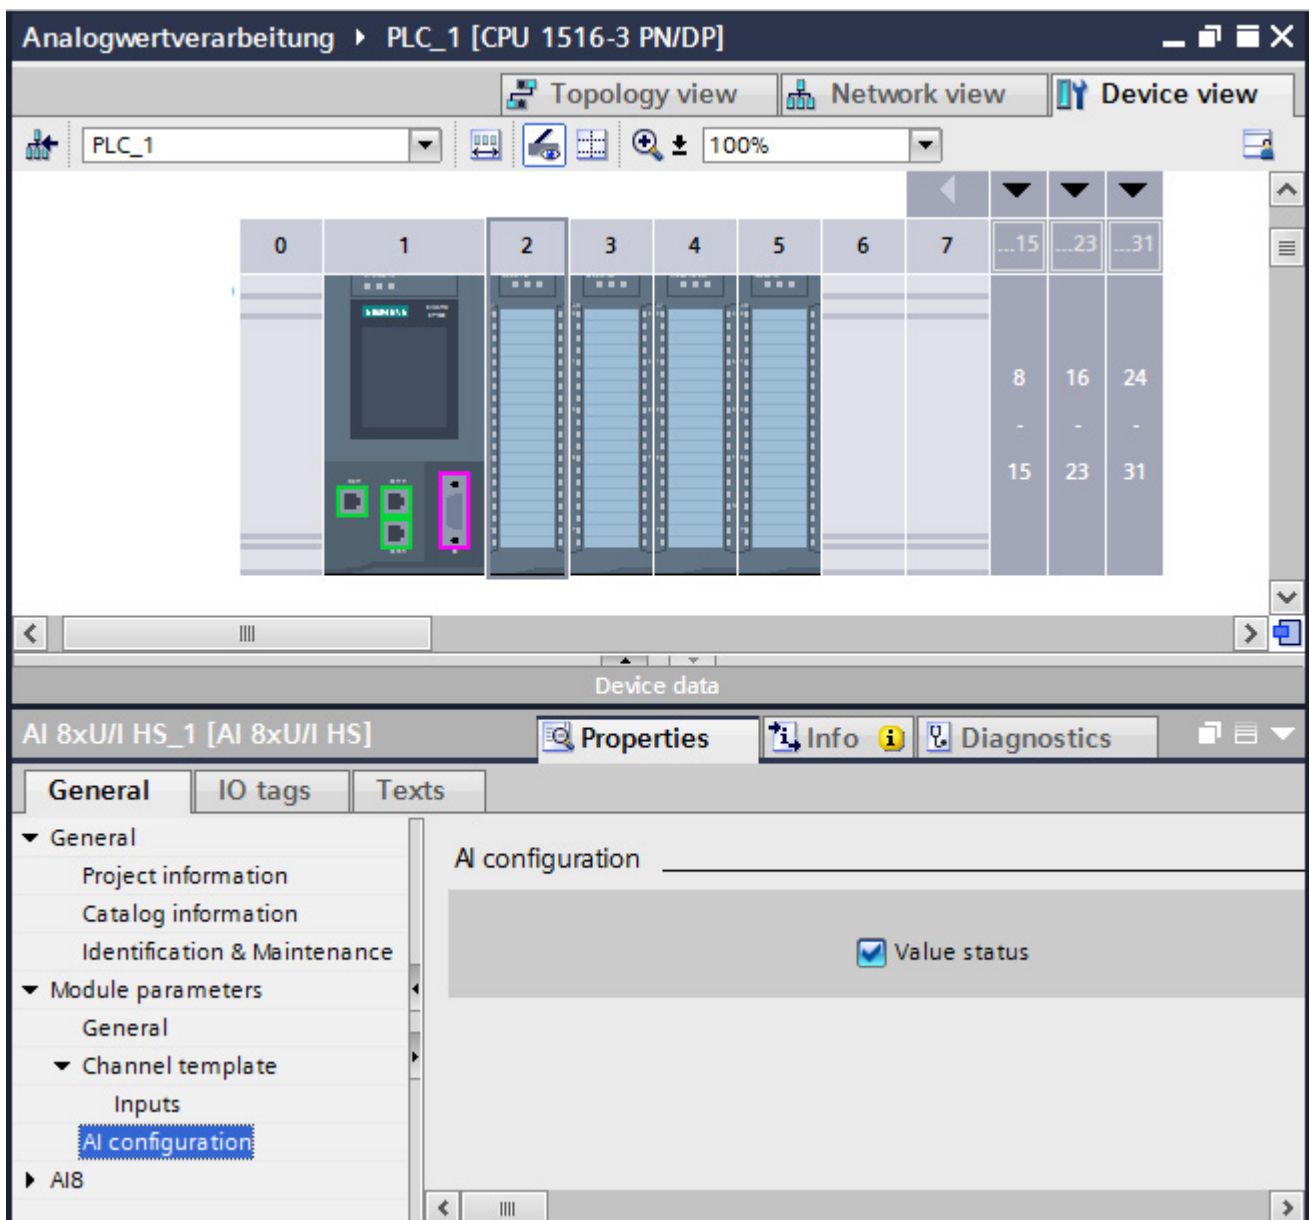 Analogwertverarbeitung ▸ PLC_1 [CPU 1516-3 PN/DP]
Topology view Network view Device view
PLC_1 100%
0 1 2 3 4 5 6 7 ...15 ...23 ...31
SIEMENS
8 16 24
- - -
15 23 31
Device data
AI 8xU/I HS_1 [AI 8xU/I HS] Properties Info Diagnostics
General IO tags Texts
General
Project information
Catalog information
Identification & Maintenance
Module parameters
General
Channel template
Inputs
AI configuration
AI8
AI configuration
Value status